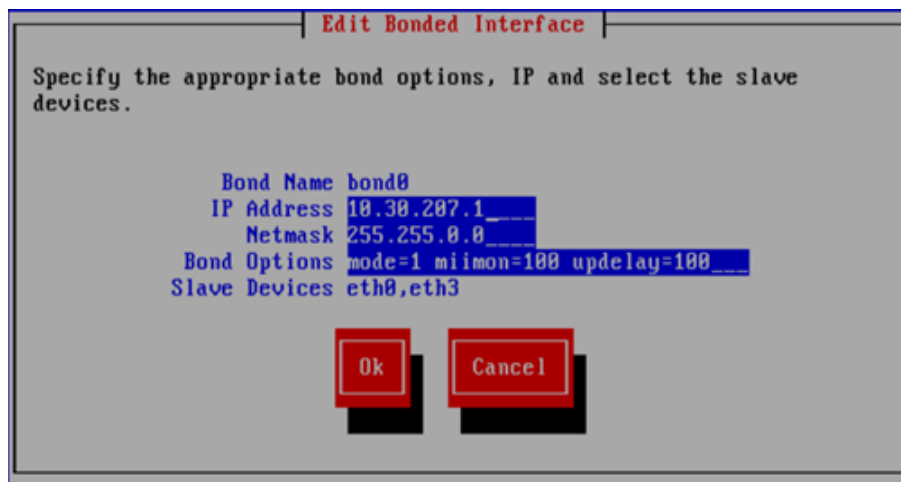 Edit Bonded Interface
Specify the appropriate bond options, IP and select the slave
devices.
Bond Name bond0
IP Address 10.30.207.1____
Netmask 255.255.0.0____
Bond Options mode=1 miimon=100 updelay=100___
Slave Devices eth0,eth3
Ok Cancel